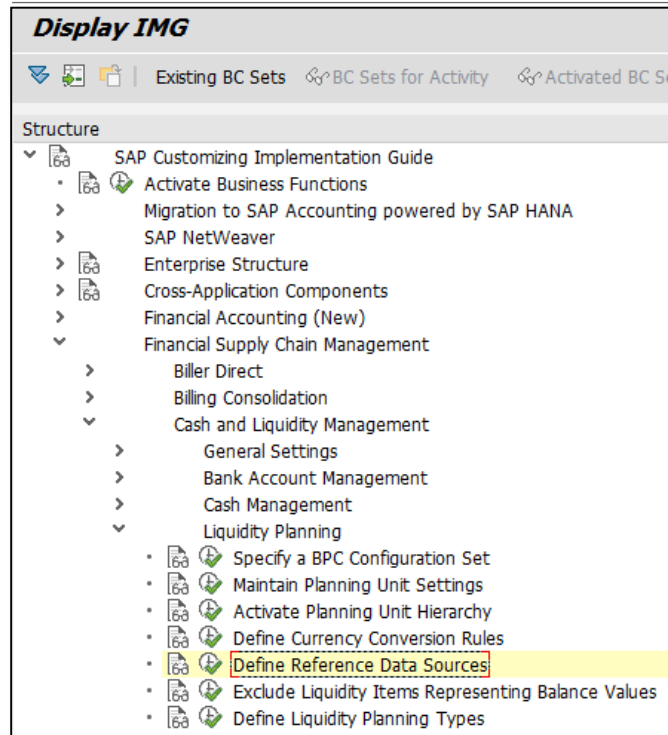 Display IMG
Existing BC Sets BC Sets for Activity Activated BC
Structure
SAP Customizing Implementation Guide
Activate Business Functions
Migration to SAP Accounting powered by SAP HANA
SAP NetWeaver
Enterprise Structure
Cross-Application Components
Financial Accounting (New)
Financial Supply Chain Management
Biller Direct
Billing Consolidation
Cash and Liquidity Management
General Settings
Bank Account Management
Cash Management
Liquidity Planning
Specify a BPC Configuration Set
Maintain Planning Unit Settings
Activate Planning Unit Hierarchy
Define Currency Conversion Rules
Define Reference Data Sources
Exclude Liquidity Items Representing Balance Values
Define Liquidity Planning Types